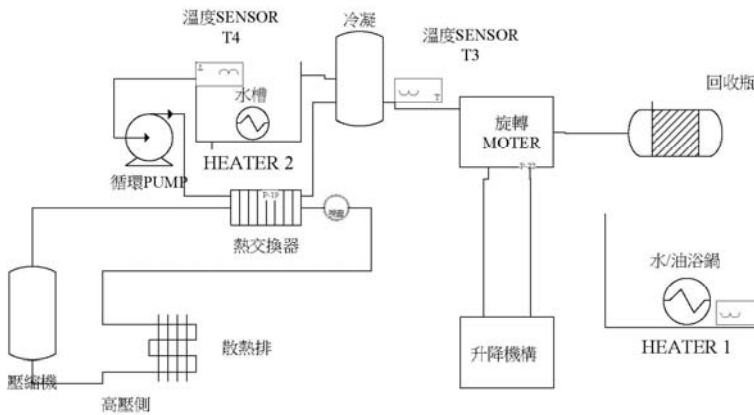 溫度SENSOR
T4
冷凝
溫度SENSOR
T3
回收瓶
水槽
旋轉
MOTER
HEATER 2
循環PUMP
P-19
熱交換器
水/油浴鍋
升降機構
HEATER 1
散熱排
壓縮機
高壓側